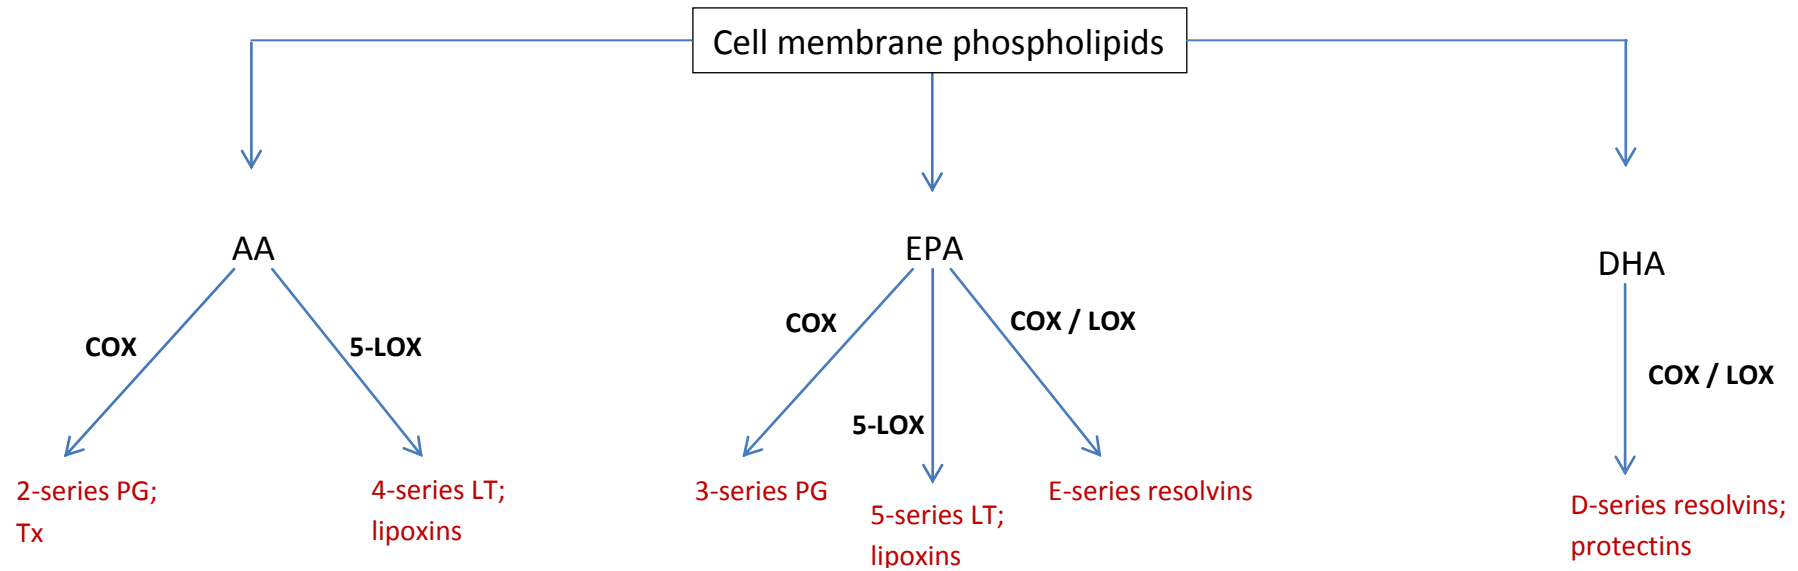 Cell membrane phospholipids
AA
EPA
DHA
COX
5-LOX
COX
5-LOX
COX / LOX
COX / LOX
2-series PG;
Tx
4-series LT;
lipoxins
3-series PG
5-series LT;
lipoxins
E-series resolvins
D-series resolvins;
protectins